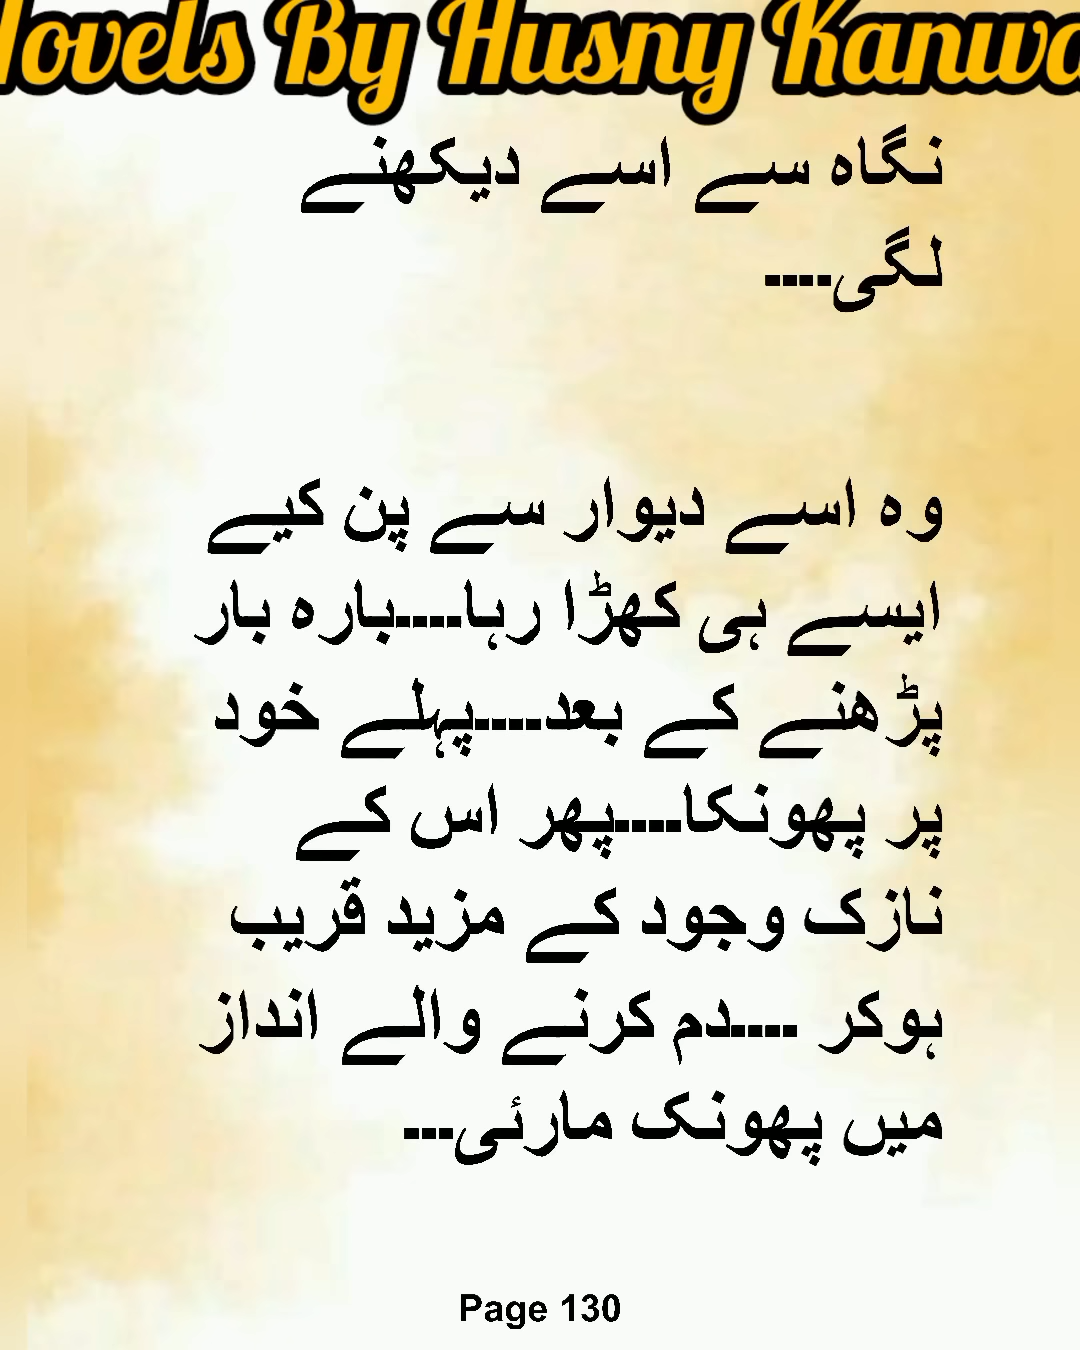 Novels By Husny Kanwa
نگاہ سے اسے دیکھنے
لگی----
وہ اسے دیوار سے پن کیے
ایسے ہی کھڑا رہا----بارہ بار
پڑھنے کے بعد----پہلے خود
پر پھونکا----پھر اس کے
نازک وجود کے مزید قریب
ہوکر ----دم کرنے والے انداز
میں پھونک مارئی---
Page 130